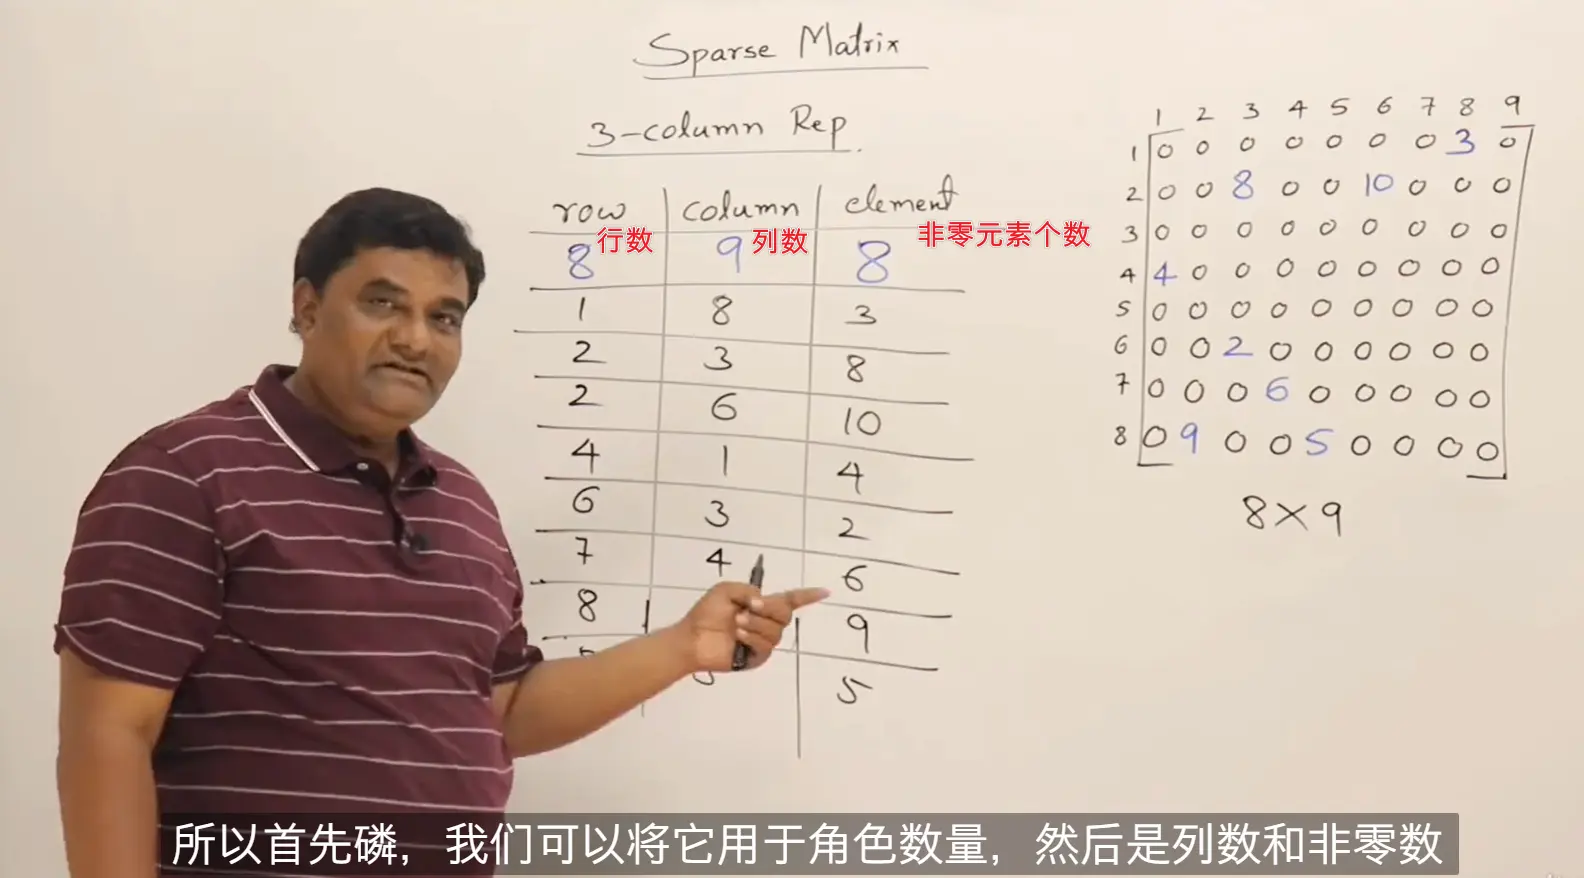 Sparse Matrix
3-column Rep.
row column element
8 行数 9 列数 8 非零元素个数
1 8 3
2 3 8
2 6 10
4 1 4
6 3 2
7 4 6
8 9
5
1 2 3 4 5 6 7 8 9
1 0 0 0 0 0 0 0 3 0
2 0 0 8 0 0 10 0 0 0
3 0 0 0 0 0 0 0 0 0
4 4 0 0 0 0 0 0 0 0
5 0 0 0 0 0 0 0 0 0
6 0 0 2 0 0 0 0 0 0
7 0 0 0 6 0 0 0 0 0
8 0 9 0 0 5 0 0 0 0
8×9
所以首先磷，我们可以将它用于角色数量，然后是列数和非零数